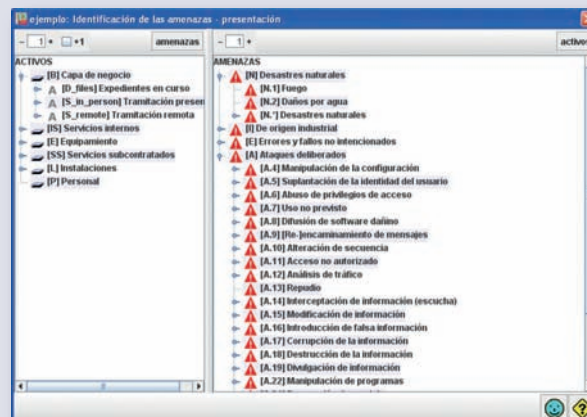 ejemplo: Identificación de las amenazas - presentación
- 1 + +1 amenazas
ACTIVOS
[B] Capa de negocio
A [D_files] Expedientes en curso
A [S_in_person] Tramitación presen
A [S_remote] Tramitación remota
[IS] Servicios internos
[E] Equipamiento
[SS] Servicios subcontratados
[L] Instalaciones
[P] Personal
- 1 + activos
AMENAZAS
[N] Desastres naturales
[N.1] Fuego
[N.2] Daños por agua
[N.*] Desastres naturales
[I] De origen industrial
[E] Errores y fallos no intencionados
[A] Ataques deliberados
[A.4] Manipulación de la configuración
[A.5] Suplantación de la identidad del usuario
[A.6] Abuso de privilegios de acceso
[A.7] Uso no previsto
[A.8] Difusión de software dañino
[A.9] [Re-]encaminamiento de mensajes
[A.10] Alteración de secuencia
[A.11] Acceso no autorizado
[A.12] Análisis de tráfico
[A.13] Repudio
[A.14] Interceptación de información (escucha)
[A.15] Modificación de información
[A.16] Introducción de falsa información
[A.17] Corrupción de la información
[A.18] Destrucción de la información
[A.19] Divulgación de información
[A.22] Manipulación de programas